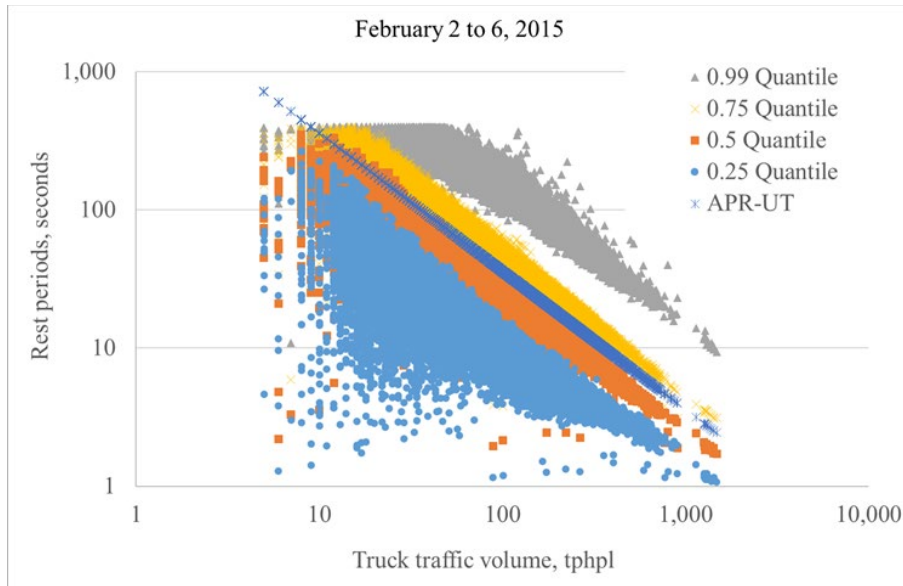 February 2 to 6, 2015
1,000
100
10
1
Rest periods, seconds
0.99 Quantile
0.75 Quantile
0.5 Quantile
0.25 Quantile
APR-UT
1 10 100 1,000 10,000
Truck traffic volume, tphpl